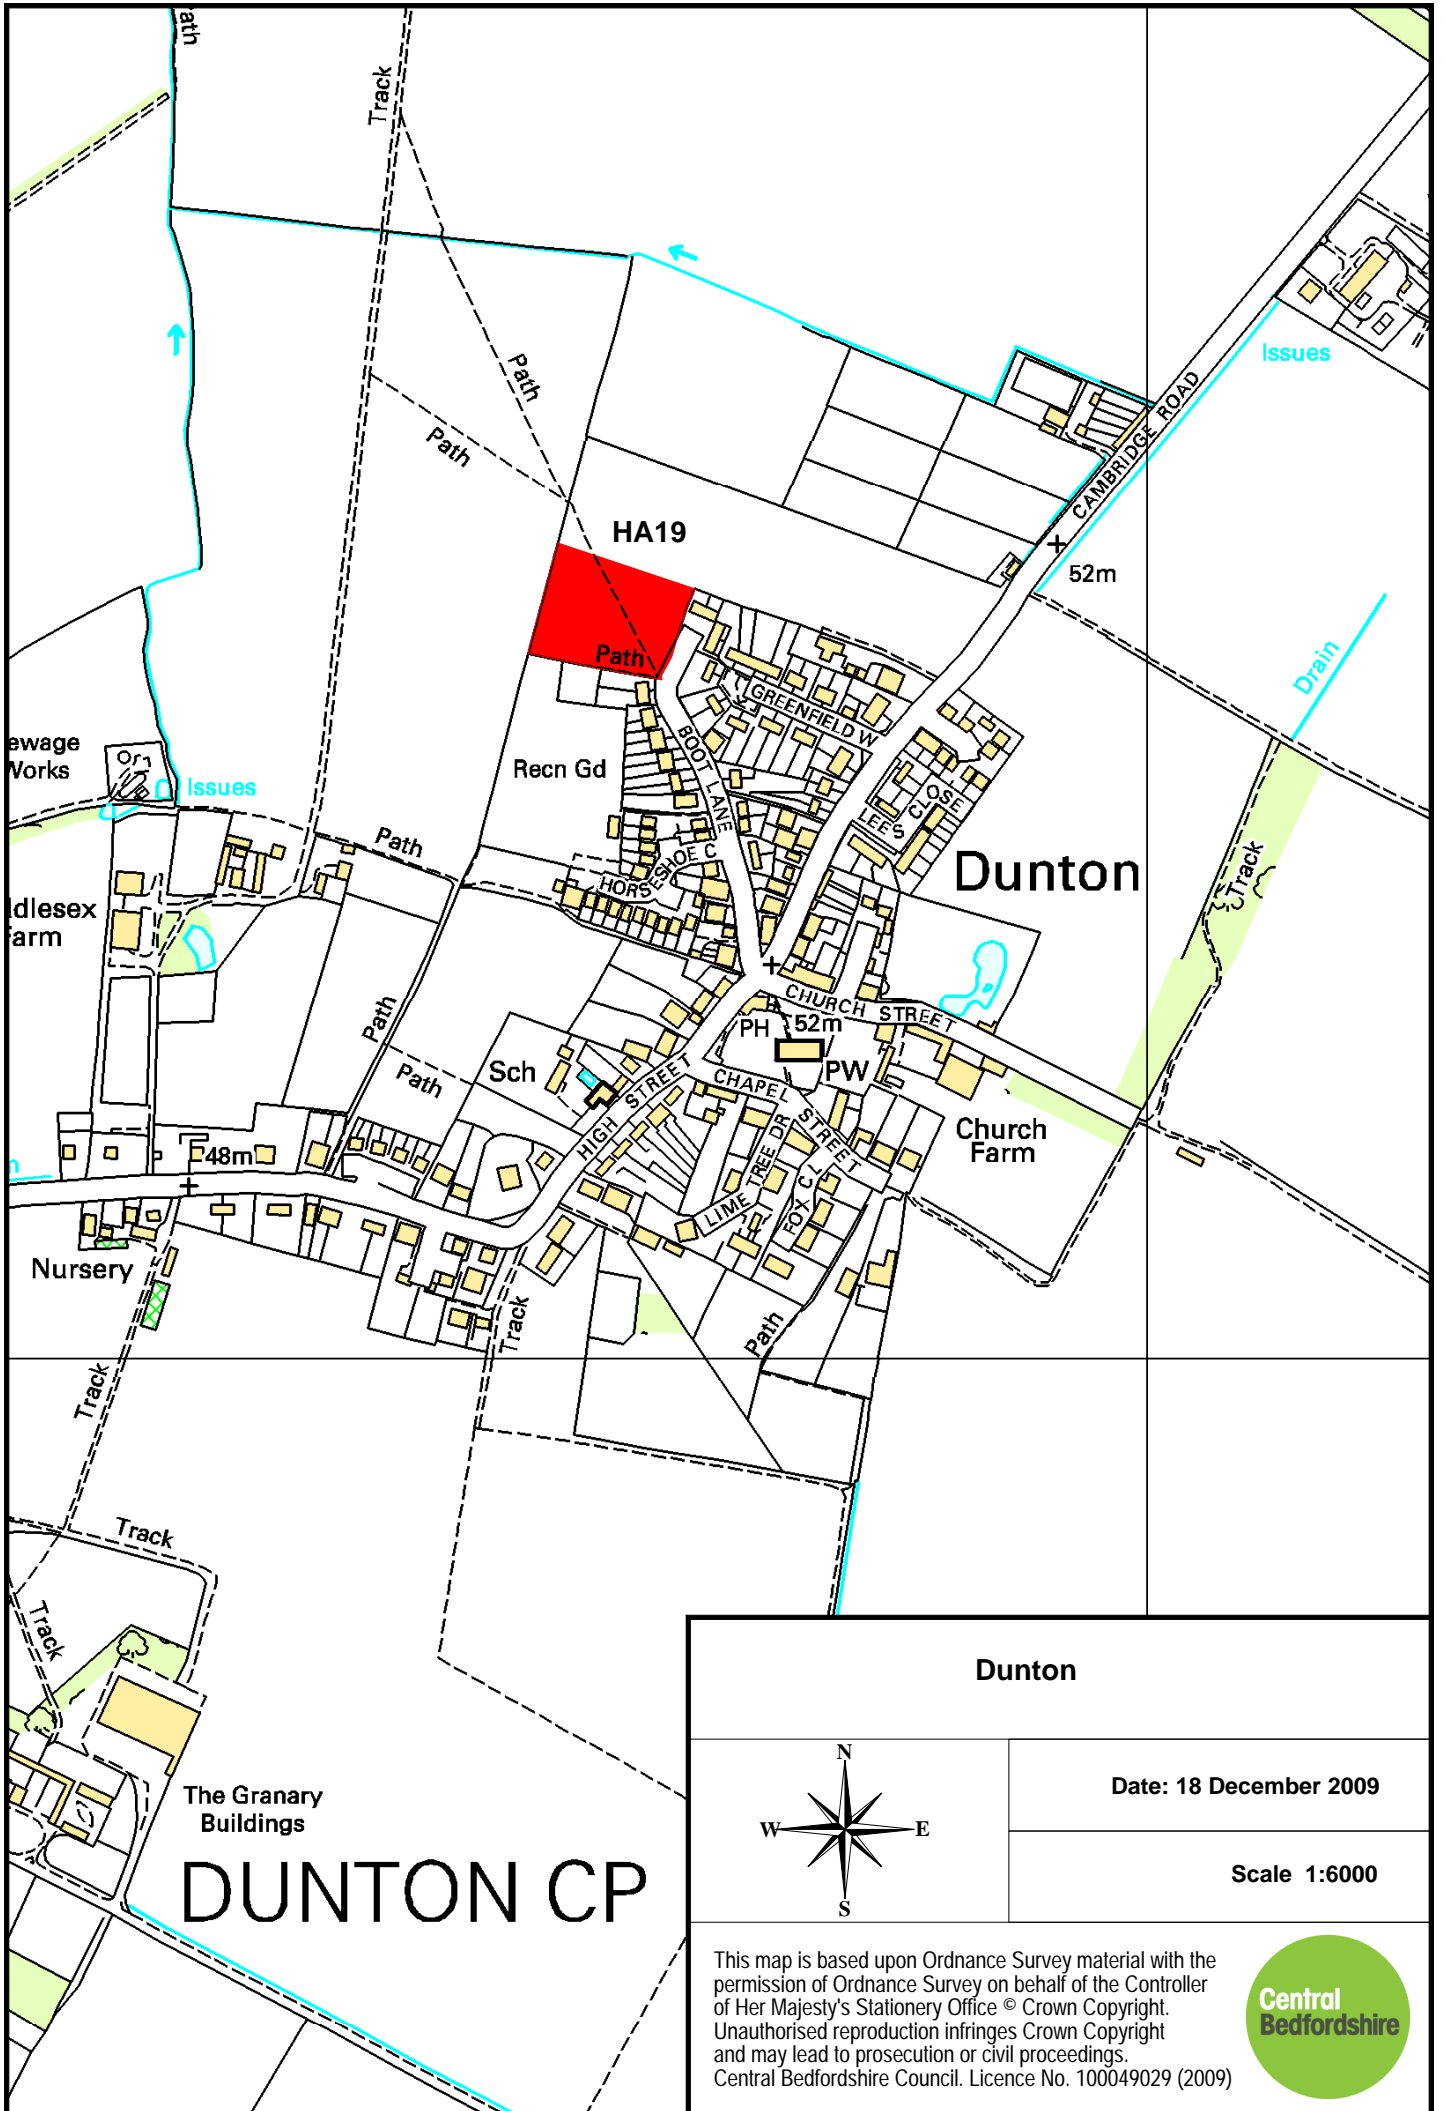 ath
Track
Path
Path
Issues
CAMBRIDGE ROAD
HA19
52m
Path
Drain
GREENFIELD W
BOOT LANE
Recn Gd
ewage
Works
Issues
LEES CLOSE
Path
HORSESHOE C
Dunton
Track
dlesex
arm
CHURCH STREET
PH
52m
PW
Path
Path
Sch
HIGH STREET
CHAPEL STREET
Church
Farm
LIME TREE DR
FOX CL
48m
Nursery
Track
Path
Track
Track
Track
The Granary
Buildings
DUNTON CP
Dunton
N
W
E
S
Date: 18 December 2009
Scale 1:6000
This map is based upon Ordnance Survey material with the
permission of Ordnance Survey on behalf of the Controller
of Her Majesty's Stationery Office © Crown Copyright.
Unauthorised reproduction infringes Crown Copyright
and may lead to prosecution or civil proceedings.
Central Bedfordshire Council. Licence No. 100049029 (2009)
Central
Bedfordshire